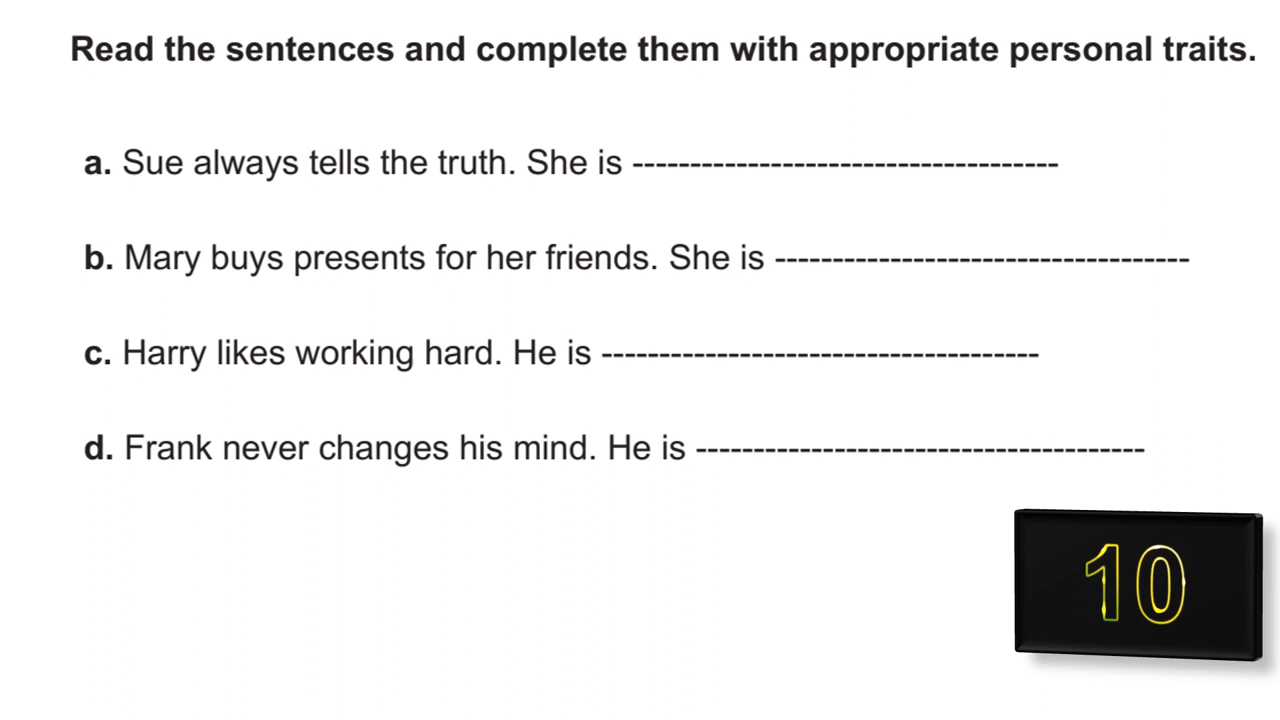 Read the sentences and complete them with appropriate personal traits.
a. Sue always tells the truth. She is -------------------------------------
b. Mary buys presents for her friends. She is ------------------------------------
c. Harry likes working hard. He is --------------------------------------
d. Frank never changes his mind. He is ---------------------------------------
10